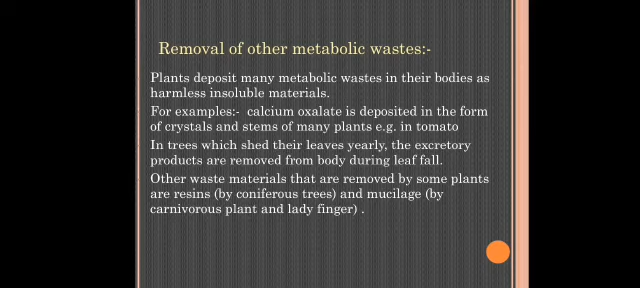 Removal of other metabolic wastes:-
Plants deposit many metabolic wastes in their bodies as
harmless insoluble materials.
For examples:-  calcium oxalate is deposited in the form
of crystals and stems of many plants e.g. in tomato
In trees which shed their leaves yearly, the excretory
products are removed from body during leaf fall.
Other waste materials that are removed by some plants
are resins (by coniferous trees) and mucilage (by
carnivorous plant and lady finger) .